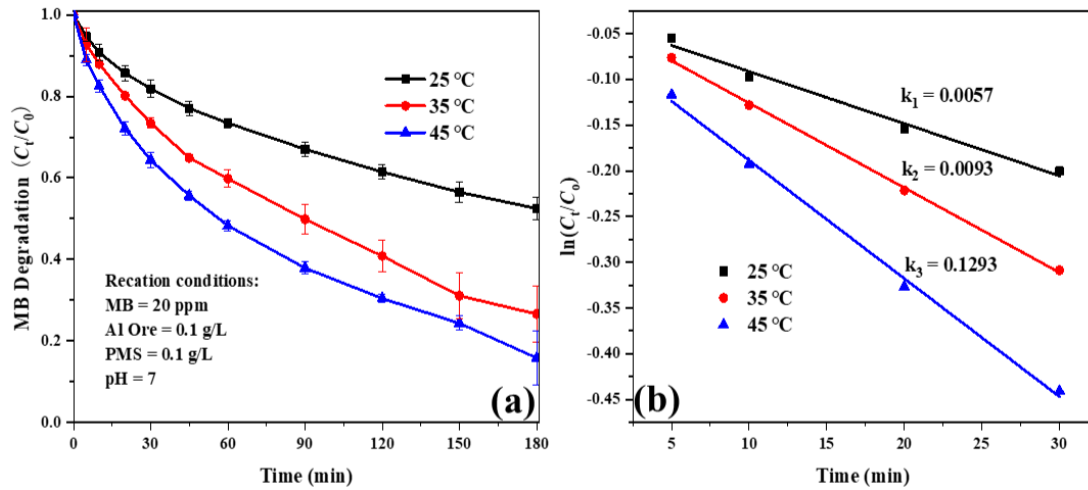 MB Degradation (Ct/C0)
1.0
0.8
0.6
0.4
0.2
0.0
25 °C
35 °C
45 °C
Recation conditions:
MB = 20 ppm
Al Ore = 0.1 g/L
PMS = 0.1 g/L
pH = 7
(a)
0 30 60 90 120 150 180
Time (min)
ln(Ct/Co)
-0.05
-0.10
-0.15
-0.20
-0.25
-0.30
-0.35
-0.40
-0.45
k1 = 0.0057
k2 = 0.0093
k3 = 0.1293
25 °C
35 °C
45 °C
(b)
5 10 15 20 25 30
Time (min)